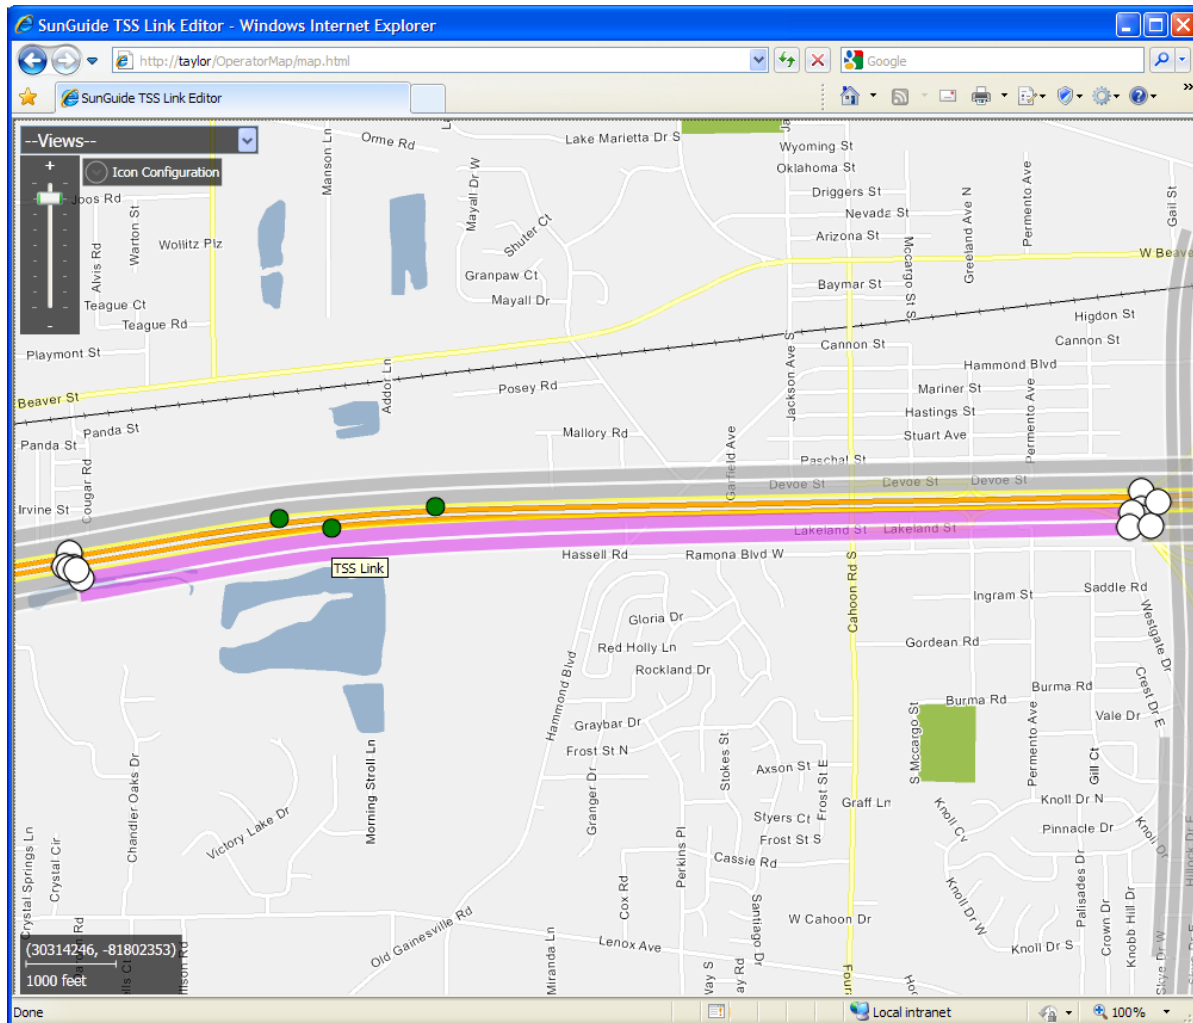 SunGuide TSS Link Editor - Windows Internet Explorer
http://taylor/OperatorMap/map.html
Google
SunGuide TSS Link Editor
--Views--
+
Icon Configuration
-
Orme Rd
Manson Ln
Lake Marietta Dr S
Wyoming St
Oklahoma St
Driggers St
Nevada St
Arizona St
Mccargo St S
Greeland Ave N
Permento Ave
Gail St
W Beav
Joos Rd
Alvis Rd
Warton St
Wollitz Plz
Mayall Dr W
Shuter Ct
Granpaw Ct
Mayall Dr
Baymar St
Teague Ct
Teague Rd
Higdon St
Cannon St
Cannon St
Playmont St
Addor Ln
Jackson Ave S
Hammond Blvd
Posey Rd
Mariner St
Beaver St
Hastings St
Permento Ave
Panda St
Panda St
Mallory Rd
Garfield Ave
Stuart Ave
Paschal St
Cougar Rd
Devoe St
Devoe St
Devoe St
Irvine St
Lakeland St
Lakeland St
Hassell Rd
Ramona Blvd W
TSS Link
Cahoon Rd S
Saddle Rd
Ingram St
Westgate Dr
Gloria Dr
Red Holly Ln
Gordean Rd
Rockland Dr
Hammond Blvd
Burma Rd
Burma Rd
Crest Dr E
S Mccargo St
Permento Ave
Vale Dr
Graybar Dr
Frost St N
Stokes St
Axson St
Frost St E
Gill Ct
Morning Stroll Ln
Chandler Oaks Dr
Victory Lake Dr
Granger Dr
Graff Ln
Knoll Dr N
Knoll Cv
Pinnacle Dr
Knoll Dr
Styers Ct
Frost St S
Perkins Pl
Cassie Rd
Crystal Springs Ln
Crystal Cir
Cox Rd
Santiago Dr
W Cahoon Dr
Knoll Dr W
Palisades Dr
Crown Dr
Knobb Hill Dr
Hillock Dr E
Old Gainesville Rd
Miranda Ln
Lenox Ave
Knoll Dr S
Skye Dr W
(30314246, -81802353)
1000 feet
Way S
ay Rd
Four
Done
Local intranet
100%